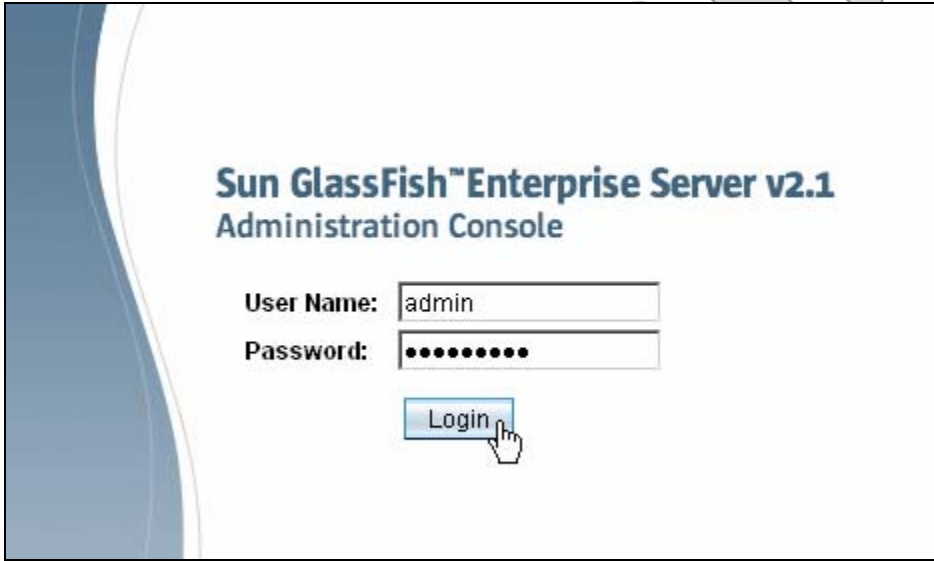 Sun GlassFish™Enterprise Server v2.1
Administration Console
User Name: admin
Password: •••••••••
Login